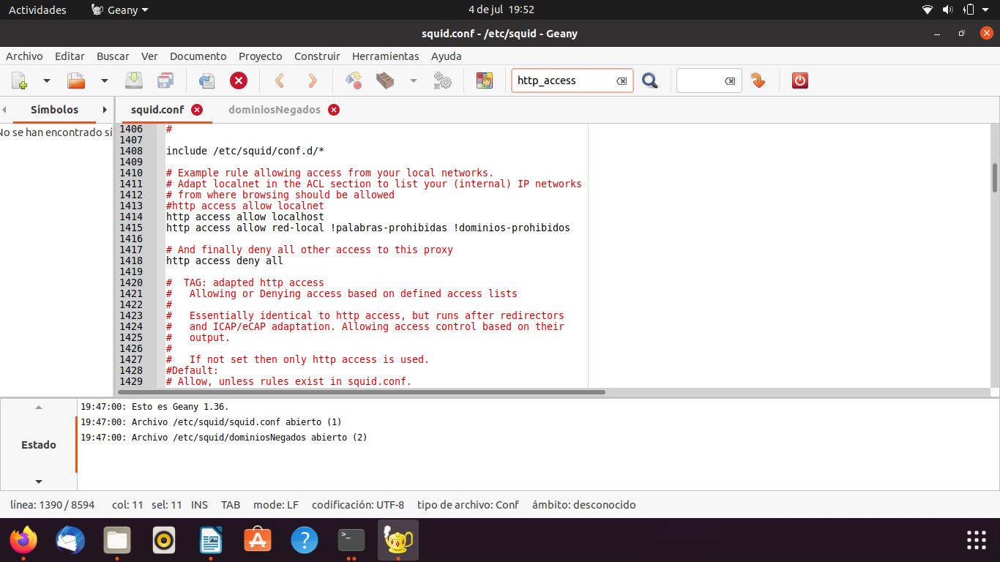 Actividades
Geany
4 de jul 19:52
squid.conf - /etc/squid - Geany
Archivo Editar Buscar Ver Documento Proyecto Construir Herramientas Ayuda
http_access
Símbolos
squid.conf
dominiosNegados
No se han encontrado sí
1406 #
1407
1408 include /etc/squid/conf.d/*
1409
1410 # Example rule allowing access from your local networks.
1411 # Adapt localnet in the ACL section to list your (internal) IP networks
1412 # from where browsing should be allowed
1413 #http access allow localnet
1414 http access allow localhost
1415 http access allow red-local !palabras-prohibidas !dominios-prohibidos
1416
1417 # And finally deny all other access to this proxy
1418 http access deny all
1419
1420 #  TAG: adapted http access
1421 #   Allowing or Denying access based on defined access lists
1422 #
1423 #   Essentially identical to http access, but runs after redirectors
1424 #   and ICAP/eCAP adaptation. Allowing access control based on their
1425 #   output.
1426 #
1427 #   If not set then only http access is used.
1428 #Default:
1429 # Allow, unless rules exist in squid.conf.
Estado
19:47:00: Esto es Geany 1.36.
19:47:00: Archivo /etc/squid/squid.conf abierto (1)
19:47:00: Archivo /etc/squid/dominiosNegados abierto (2)
línea: 1390 / 8594 col: 11 sel: 11 INS TAB mode: LF codificación: UTF-8 tipo de archivo: Conf ámbito: desconocido